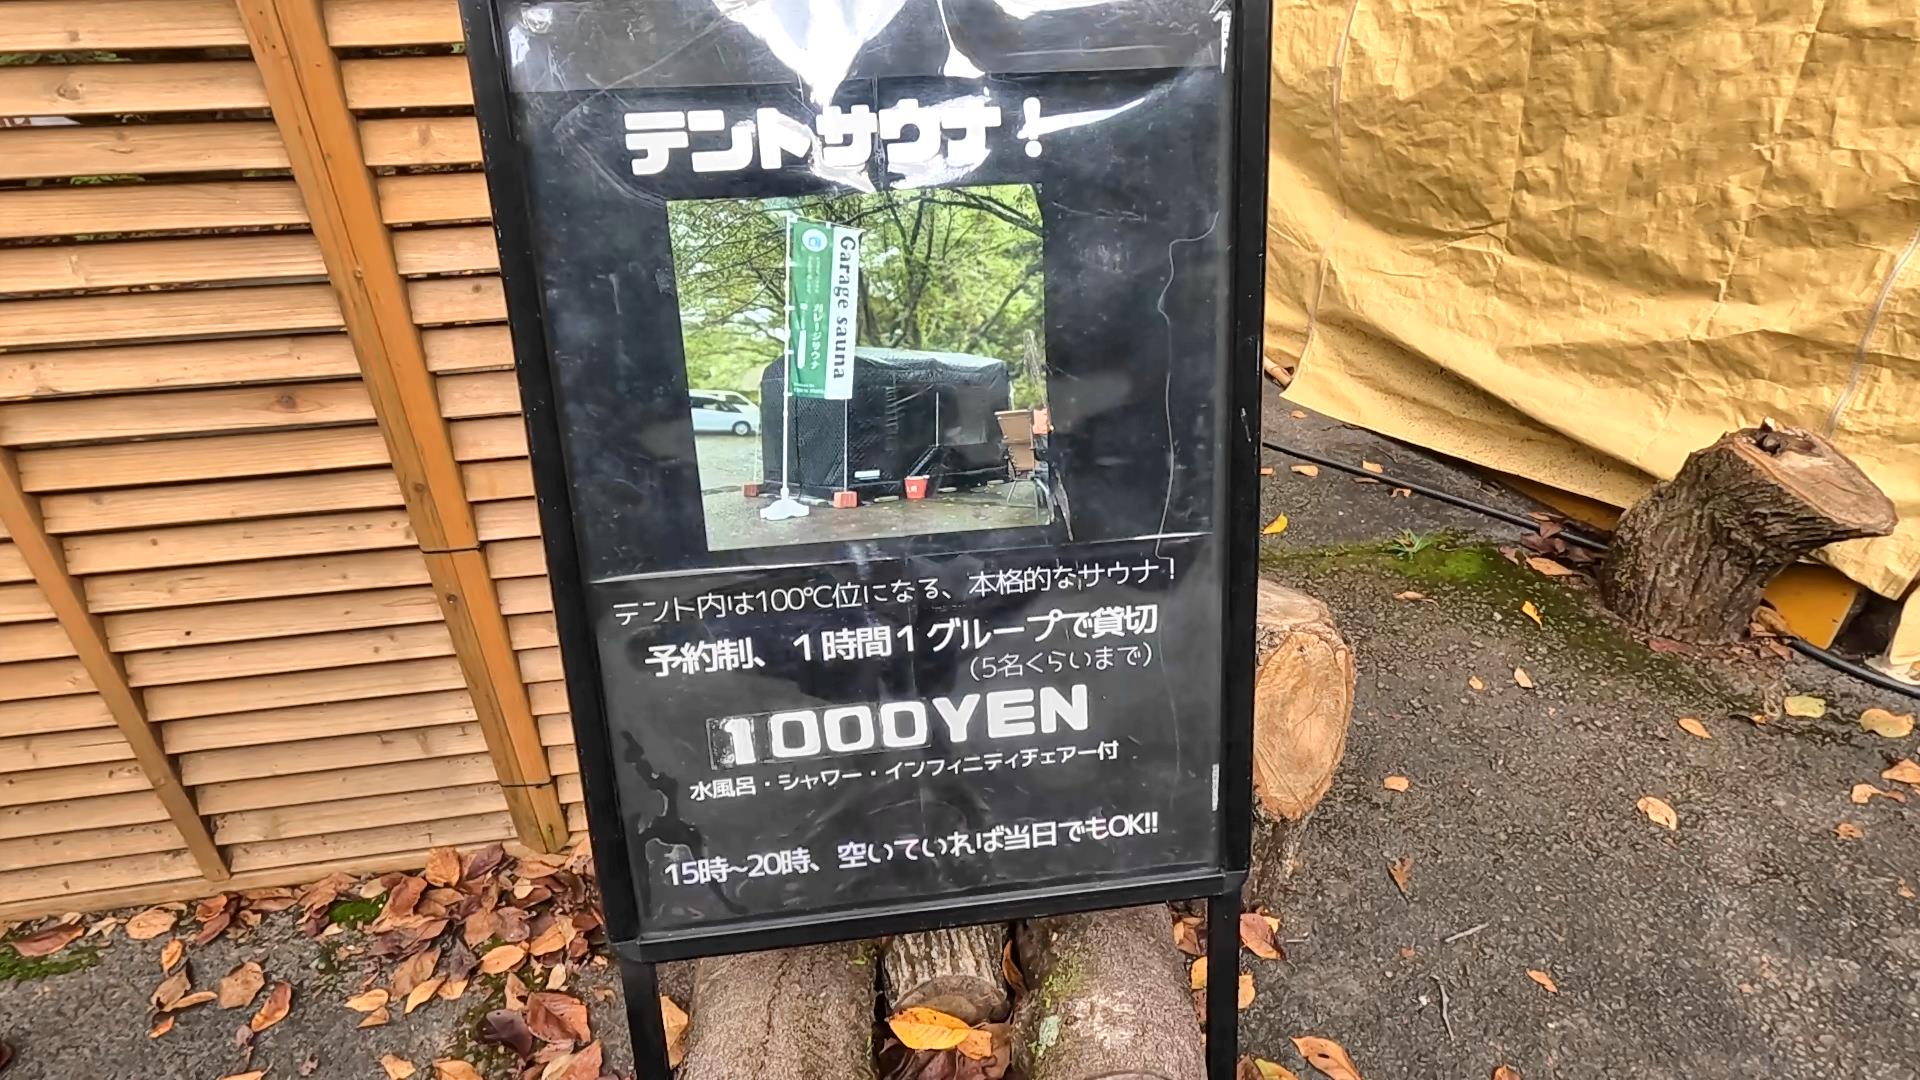 テントサウナ!
Garage sauna
ガレージサウナ
テント内は100℃位になる、本格的なサウナ!
予約制、1時間1グループで貸切
(5名くらいまで)
1000YEN
水風呂・シャワー・インフィニティチェアー付
15時~20時、空いていれば当日でもOK!!